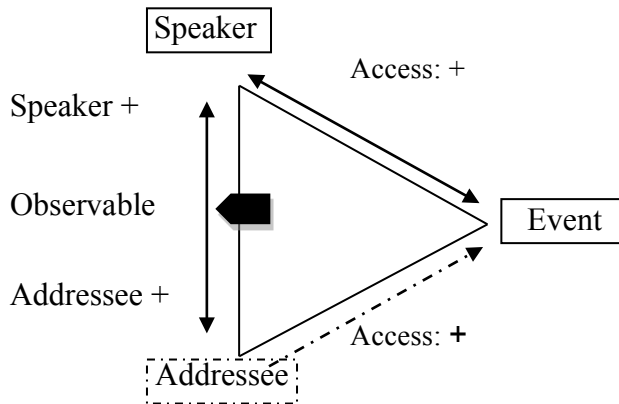 Speaker
Access: +
Speaker +
Observable
Event
Addressee +
Access: +
Addressee